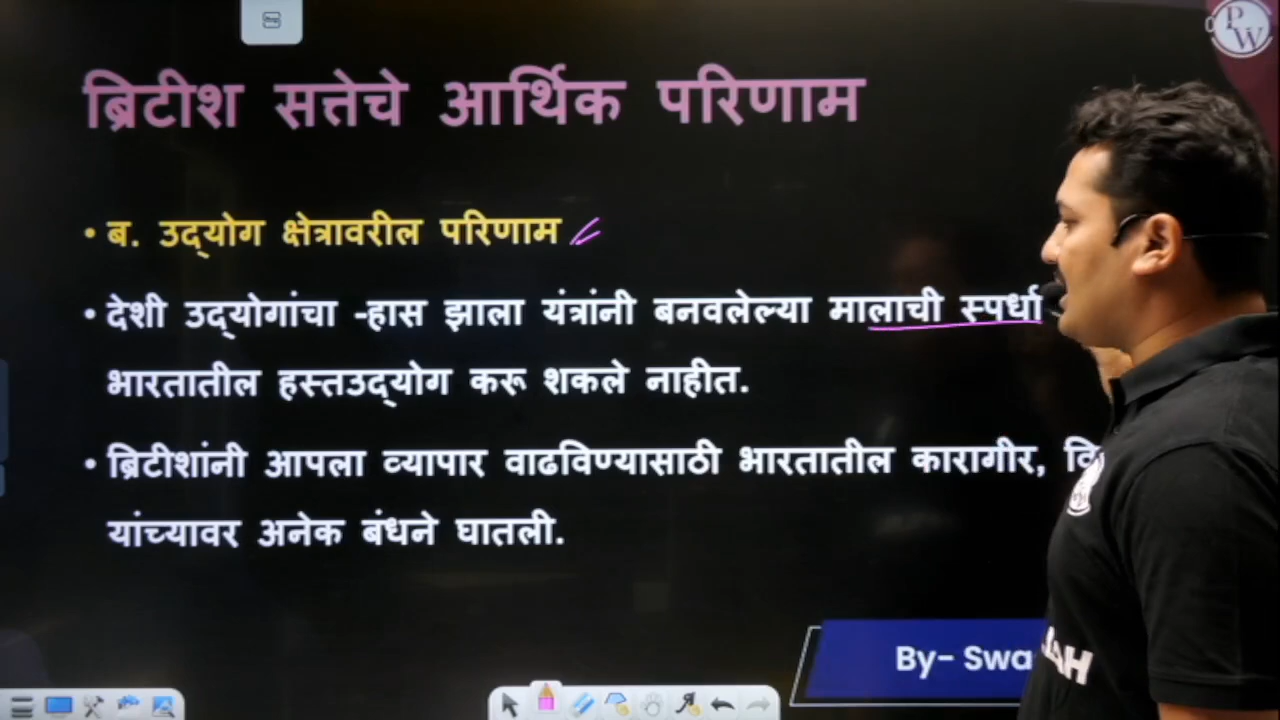 PW
ब्रिटीश सत्तेचे आर्थिक परिणाम
• ब. उद्‌योग क्षेत्रावरील परिणाम
• देशी उद्‌योगांचा -हास झाला यंत्रांनी बनवलेल्या मालाची स्पर्धा
भारतातील हस्तउद्‌योग करू शकले नाहीत.
• ब्रिटीशांनी आपला व्यापार वाढविण्यासाठी भारतातील कारागीर,
यांच्यावर अनेक बंधने घातली.
By-